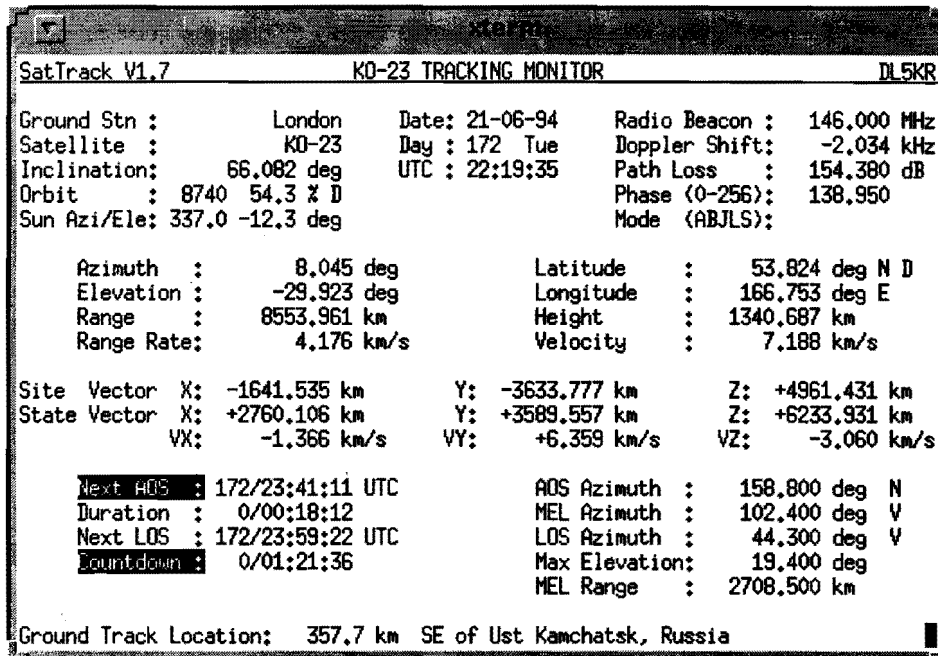 xterm
SatTrack V1.7 KO-23 TRACKING MONITOR DL5KR
Ground Stn : London Date: 21-06-94 Radio Beacon : 146.000 MHz
Satellite : KO-23 Day : 172 Tue Doppler Shift: -2.034 kHz
Inclination: 66.082 deg UTC : 22:19:35 Path Loss : 154.380 dB
Orbit : 8740 54.3 % D Phase (0-256): 138.950
Sun Azi/Ele: 337.0 -12.3 deg Mode (ABJLS):
Azimuth : 8.045 deg Latitude : 53.824 deg N D
Elevation : -29.923 deg Longitude : 166.753 deg E
Range : 8553.961 km Height : 1340.687 km
Range Rate: 4.176 km/s Velocity : 7.188 km/s
Site Vector X: -1641.535 km Y: -3633.777 km Z: +4961.431 km
State Vector X: +2760.106 km Y: +3589.557 km Z: +6233.931 km
VX: -1.366 km/s VY: +6.359 km/s VZ: -3.060 km/s
Next AOS : 172/23:41:11 UTC AOS Azimuth : 158.800 deg N
Duration : 0/00:18:12 MEL Azimuth : 102.400 deg V
Next LOS : 172/23:59:22 UTC LOS Azimuth : 44.300 deg V
Countdown : 0/01:21:36 Max Elevation: 19.400 deg
MEL Range : 2708.500 km
Ground Track Location: 357.7 km SE of Ust Kamchatsk, Russia